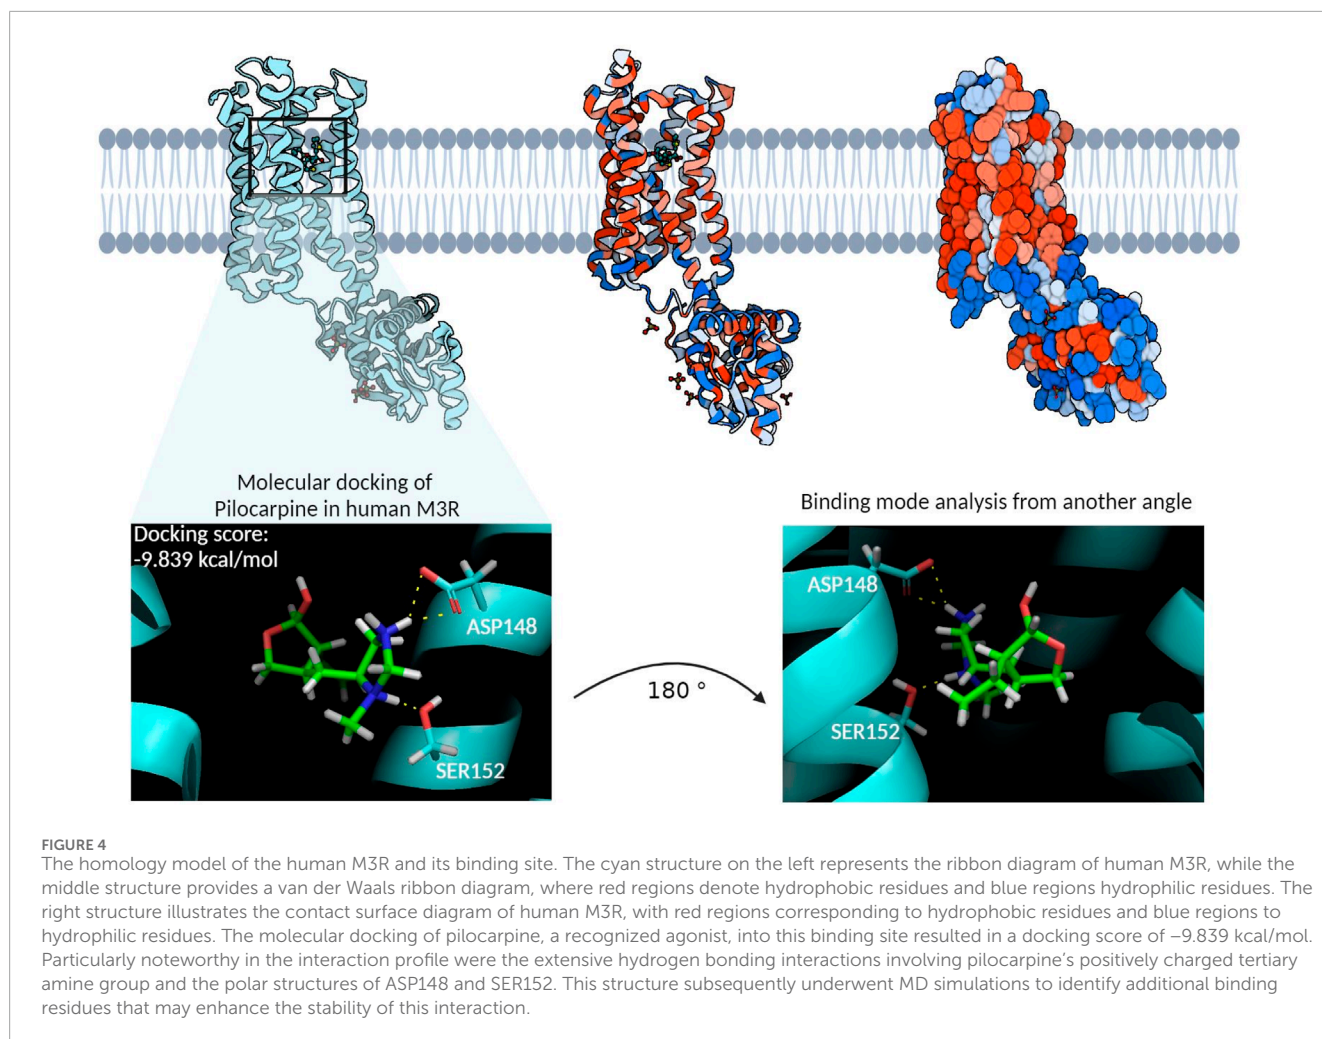 Molecular docking of
Pilocarpine in human M3R
Binding mode analysis from another angle
Docking score:
-9.839 kcal/mol
ASP148
SER152
180 °
ASP148
SER152
FIGURE 4
The homology model of the human M3R and its binding site. The cyan structure on the left represents the ribbon diagram of human M3R, while the
middle structure provides a van der Waals ribbon diagram, where red regions denote hydrophobic residues and blue regions hydrophilic residues. The
right structure illustrates the contact surface diagram of human M3R, with red regions corresponding to hydrophobic residues and blue regions to
hydrophilic residues. The molecular docking of pilocarpine, a recognized agonist, into this binding site resulted in a docking score of −9.839 kcal/mol.
Particularly noteworthy in the interaction profile were the extensive hydrogen bonding interactions involving pilocarpine's positively charged tertiary
amine group and the polar structures of ASP148 and SER152. This structure subsequently underwent MD simulations to identify additional binding
residues that may enhance the stability of this interaction.